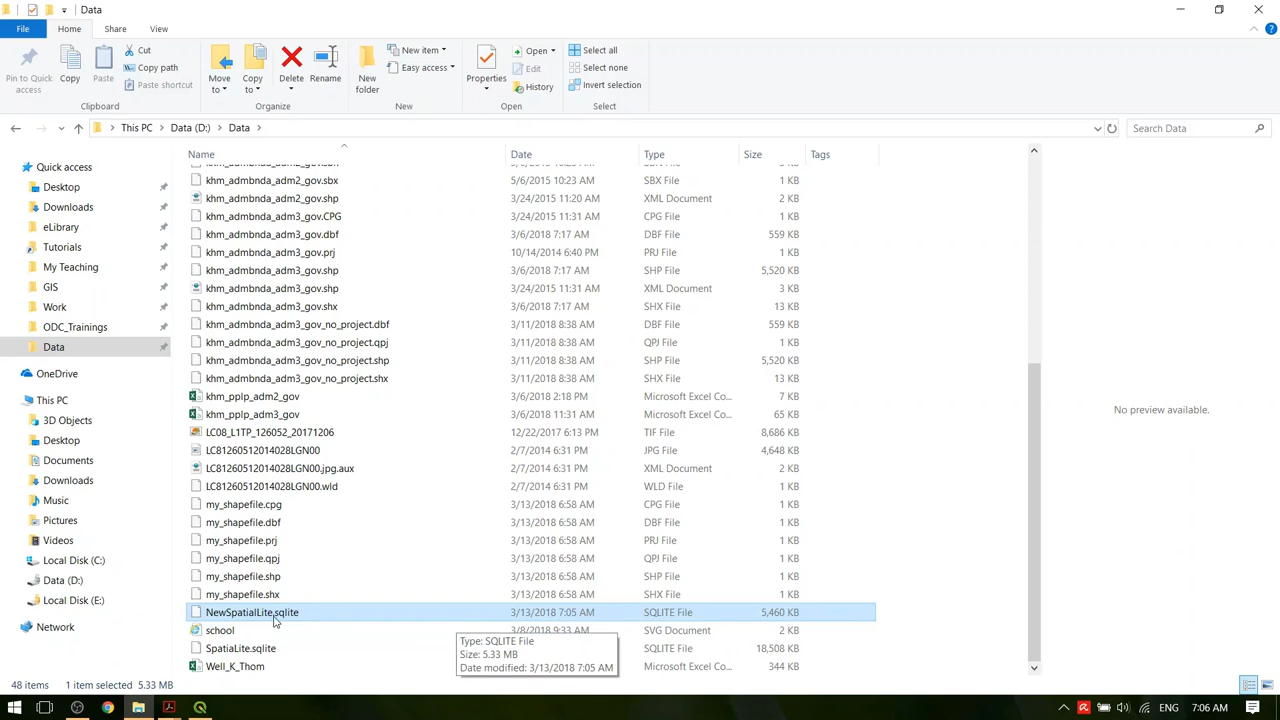 Data
File Home Share View
Pin to Quick access
Copy
Paste
Cut
Copy path
Paste shortcut
Clipboard
Move to
Copy to
Delete
Rename
Organize
New folder
New item
Easy access
New
Properties
Open
Edit
History
Open
Select all
Select none
Invert selection
Select
This PC > Data (D:) > Data >
Search Data
Quick access
Desktop
Downloads
eLibrary
Tutorials
My Teaching
GIS
Work
ODC_Trainings
Data
OneDrive
This PC
3D Objects
Desktop
Documents
Downloads
Music
Pictures
Videos
Local Disk (C:)
Data (D:)
Local Disk (E:)
Network
Name Date Type Size Tags
khm_admbnda_adm2_gov.sbx 5/6/2015 10:23 AM SBX File 1 KB
khm_admbnda_adm2_gov.shp 3/24/2015 11:20 AM XML Document 2 KB
khm_admbnda_adm3_gov.CPG 3/24/2015 11:31 AM CPG File 1 KB
khm_admbnda_adm3_gov.dbf 3/6/2018 7:17 AM DBF File 559 KB
khm_admbnda_adm3_gov.prj 10/14/2014 6:40 PM PRJ File 1 KB
khm_admbnda_adm3_gov.shp 3/6/2018 7:17 AM SHP File 5,520 KB
khm_admbnda_adm3_gov.shp 3/24/2015 11:31 AM XML Document 3 KB
khm_admbnda_adm3_gov.shx 3/6/2018 7:17 AM SHX File 13 KB
khm_admbnda_adm3_gov_no_project.dbf 3/11/2018 8:38 AM DBF File 559 KB
khm_admbnda_adm3_gov_no_project.qpj 3/11/2018 8:38 AM QPJ File 1 KB
khm_admbnda_adm3_gov_no_project.shp 3/11/2018 8:38 AM SHP File 5,520 KB
khm_admbnda_adm3_gov_no_project.shx 3/11/2018 8:38 AM SHX File 13 KB
khm_pplp_adm2_gov 3/6/2018 2:18 PM Microsoft Excel Co... 7 KB
khm_pplp_adm3_gov 3/6/2018 11:31 AM Microsoft Excel Co... 65 KB
LC08_L1TP_126052_20171206 12/22/2017 6:13 PM TIF File 8,686 KB
LC81260512014028LGN00 2/7/2014 6:31 PM JPG File 4,648 KB
LC81260512014028LGN00.jpg.aux 2/7/2014 6:31 PM XML Document 2 KB
LC81260512014028LGN00.wld 2/7/2014 6:31 PM WLD File 1 KB
my_shapefile.cpg 3/13/2018 6:58 AM CPG File 1 KB
my_shapefile.dbf 3/13/2018 6:58 AM DBF File 1 KB
my_shapefile.prj 3/13/2018 6:58 AM PRJ File 1 KB
my_shapefile.qpj 3/13/2018 6:58 AM QPJ File 1 KB
my_shapefile.shp 3/13/2018 6:58 AM SHP File 1 KB
my_shapefile.shx 3/13/2018 6:58 AM SHX File 1 KB
NewSpatialLite.sqlite 3/13/2018 7:05 AM SQLITE File 5,460 KB
school 3/8/2018 9:33 AM SVG Document 2 KB
SpatiaLite.sqlite SQLITE File 18,508 KB
Well_K_Thom Microsoft Excel Co... 344 KB
Type: SQLITE File
Size: 5.33 MB
Date modified: 3/13/2018 7:05 AM
No preview available.
48 items 1 item selected 5.33 MB
ENG 7:06 AM